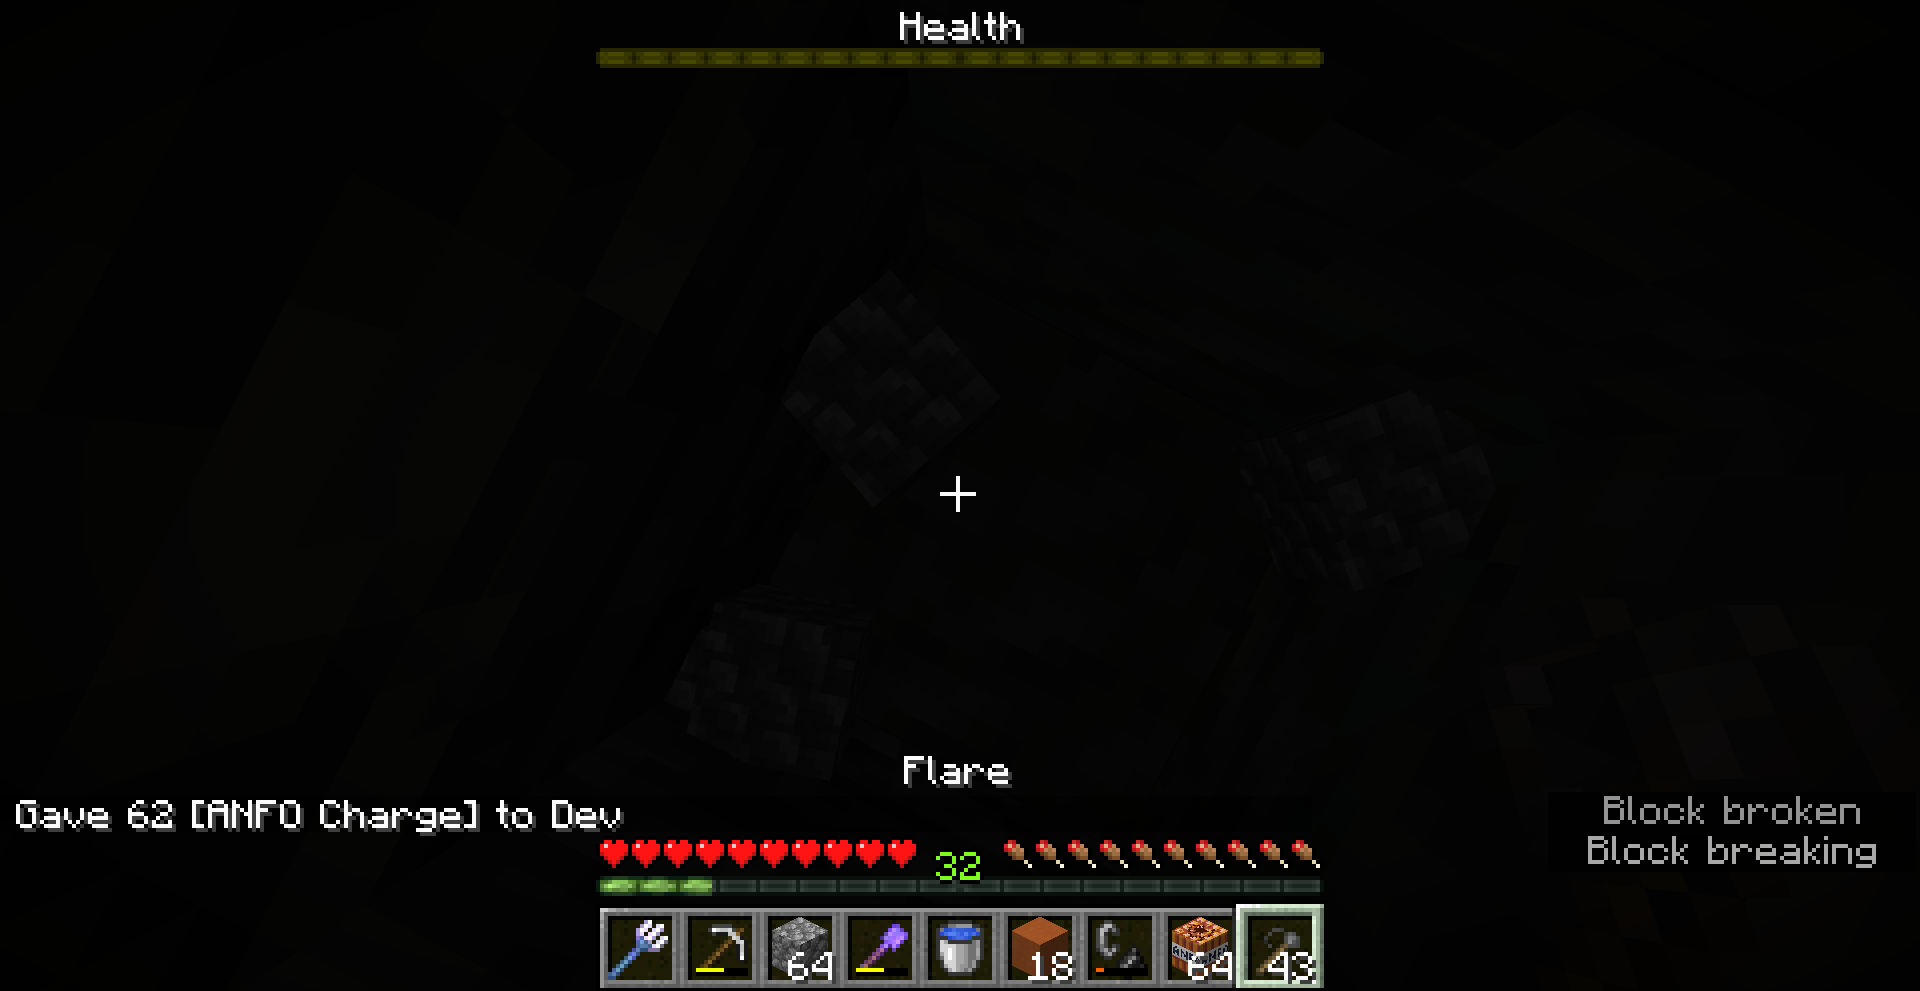 Health
Flare
Gave 62 [ANFO Charge] to Dev
Block broken
Block breaking
32
64
18
64
43